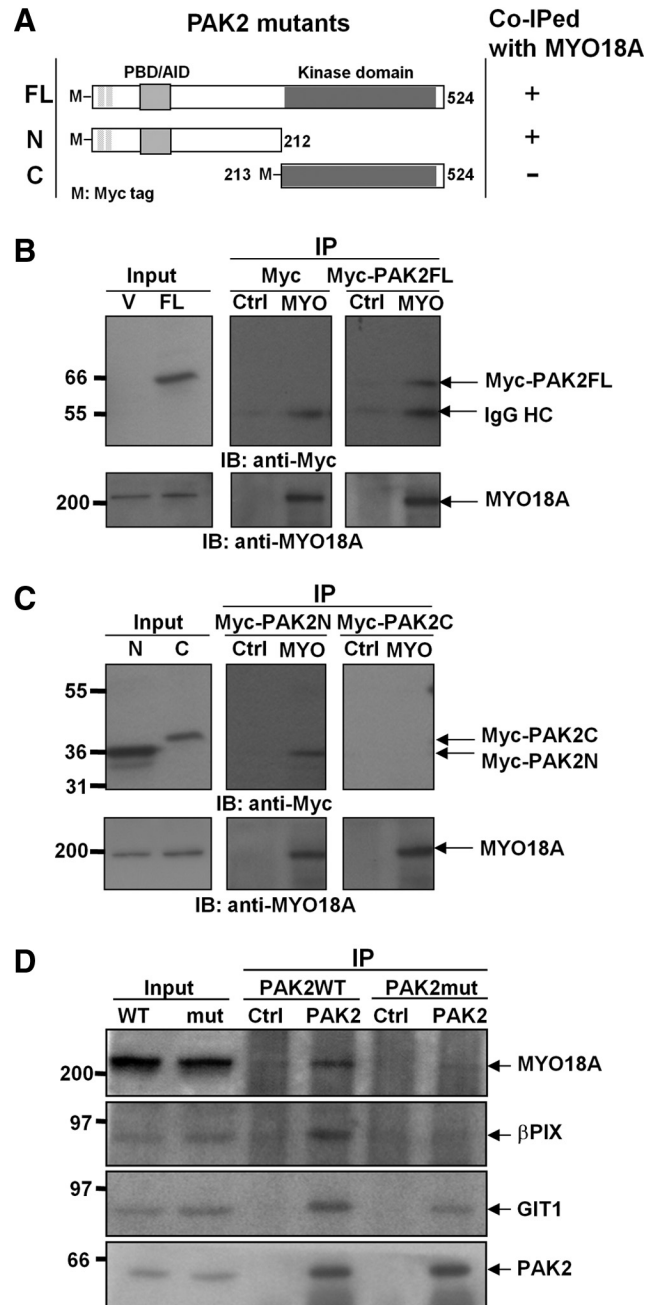 A
PAK2 mutants
Co-IPed
with MYO18A
PBD/AID
Kinase domain
FL
M-
524
+
N
M-
212
+
C
213
M-
524
-
M: Myc tag
B
IP
Input
Myc
Myc-PAK2FL
V
FL
Ctrl
MYO
Ctrl
MYO
66
Myc-PAK2FL
55
IgG HC
IB: anti-Myc
200
MYO18A
IB: anti-MYO18A
C
IP
Input
Myc-PAK2N
Myc-PAK2C
N
C
Ctrl
MYO
Ctrl
MYO
55
Myc-PAK2C
36
Myc-PAK2N
31
IB: anti-Myc
200
MYO18A
IB: anti-MYO18A
D
IP
Input
PAK2WT
PAK2mut
WT
mut
Ctrl
PAK2
Ctrl
PAK2
200
MYO18A
97
βPIX
97
GIT1
66
PAK2